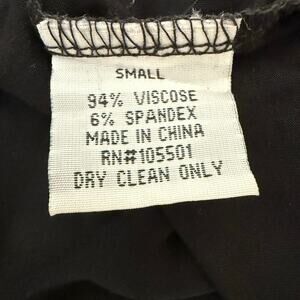 SMALL
94% VISCOSE
6% SPANDEX
MADE IN CHINA
RN#105501
DRY CLEAN ONLY